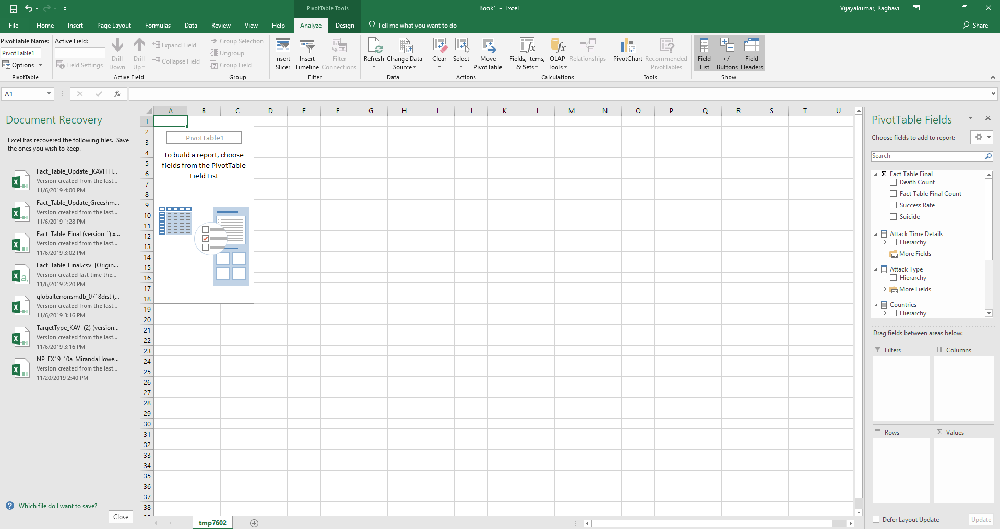 PivotTable Tools
Book1 - Excel
Vijayakumar, Raghavi
File Home Insert Page Layout Formulas Data Review View Help Analyze Design Tell me what you want to do Share
PivotTable Name:
PivotTable1
Options
PivotTable
Active Field:
Field Settings
Drill Down
Drill Up
Expand Field
Collapse Field
Active Field
Group Selection
Ungroup
Group Field
Group
Insert Slicer
Insert Timeline
Filter Connections
Filter
Refresh
Change Data Source
Data
Clear
Select
Move PivotTable
Actions
Fields, Items, & Sets
OLAP Tools
Relationships
Calculations
PivotChart
Recommended PivotTables
Tools
Field List
+/- Buttons
Field Headers
Show
A1
fx
Document Recovery
Excel has recovered the following files. Save
the ones you wish to keep.
Fact_Table_Update _KAVITH...
Version created from the last...
11/6/2019 4:00 PM
Fact_Table_Update_Greeshm...
Version created from the last...
11/6/2019 1:28 PM
Fact_Table_Final (version 1).x...
Version created from the last...
11/6/2019 3:02 PM
Fact_Table_Final.csv [Origin...
Version created last time the...
11/6/2019 2:20 PM
globalterrorismdb_0718dist (...
Version created from the last...
11/6/2019 3:16 PM
TargetType_KAVI (2) (version...
Version created from the last...
11/6/2019 3:16 PM
NP_EX19_10a_MirandaHowe...
Version created from the last...
11/20/2019 2:40 PM
Which file do I want to save?
Close
A B C D E F G H I J K L M N O P Q R S T U
1
2
3
4
5
6
7
8
9
10
11
12
13
14
15
16
17
18
19
20
21
22
23
24
25
26
27
28
29
30
31
32
33
34
35
36
37
38
PivotTable1
To build a report, choose
fields from the PivotTable
Field List
tmp7602
PivotTable Fields
Choose fields to add to report:
Search
Σ Fact Table Final
Death Count
Fact Table Final Count
Success Rate
Suicide
Attack Time Details
Hierarchy
More Fields
Attack Type
Hierarchy
More Fields
Countries
Hierarchy
Drag fields between areas below:
Filters
Columns
Rows
Σ Values
Defer Layout Update
Update